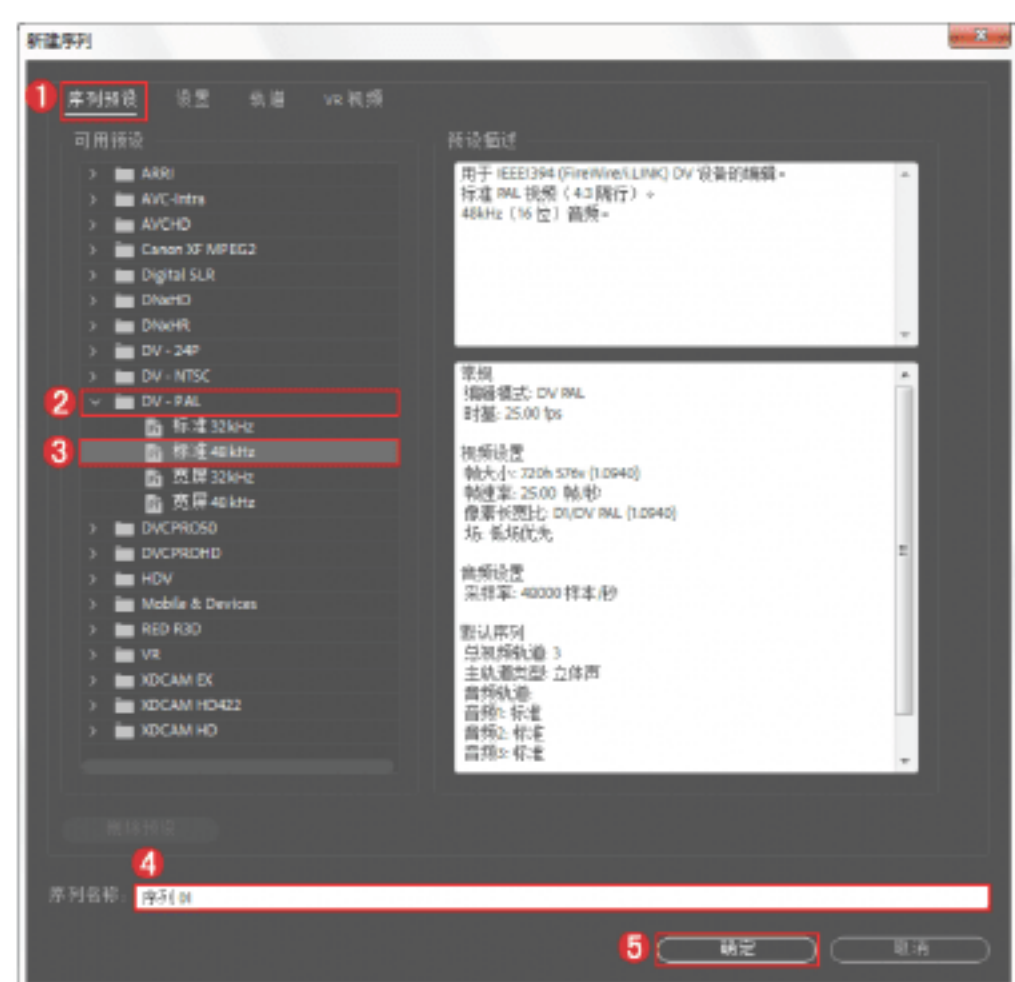 新建序列
1 序列预设 设置 轨道 VR 视频
可用预设
ARRI
AVC-Intra
AVCHD
Canon XF MPEG2
Digital SLR
DNxHD
DNxHR
DV - 24P
DV - NTSC
2 DV - PAL
标准 32kHz
3 标准 48kHz
宽屏 32kHz
宽屏 48kHz
DVCPRO50
DVCPROHD
HDV
Mobile & Devices
RED R3D
VR
XDCAM EX
XDCAM HD422
XDCAM HD
预设描述
用于 IEEE1394 (FireWire/i.LINK) DV 设备的编辑。
标准 PAL 视频（4:3 隔行）。
48kHz（16 位）音频。
常规
编辑模式: DV PAL
时基: 25.00 fps
视频设置
帧大小: 720h 576v (1.0940)
帧速率: 25.00 帧/秒
像素长宽比: D1/DV PAL (1.0940)
场: 低场优先
音频设置
采样率: 48000 样本/秒
默认序列
总视频轨道: 3
主轨道类型: 立体声
音频轨道:
音频1: 标准
音频2: 标准
音频3: 标准
4
序列名称: 序列 01
5 确定 取消